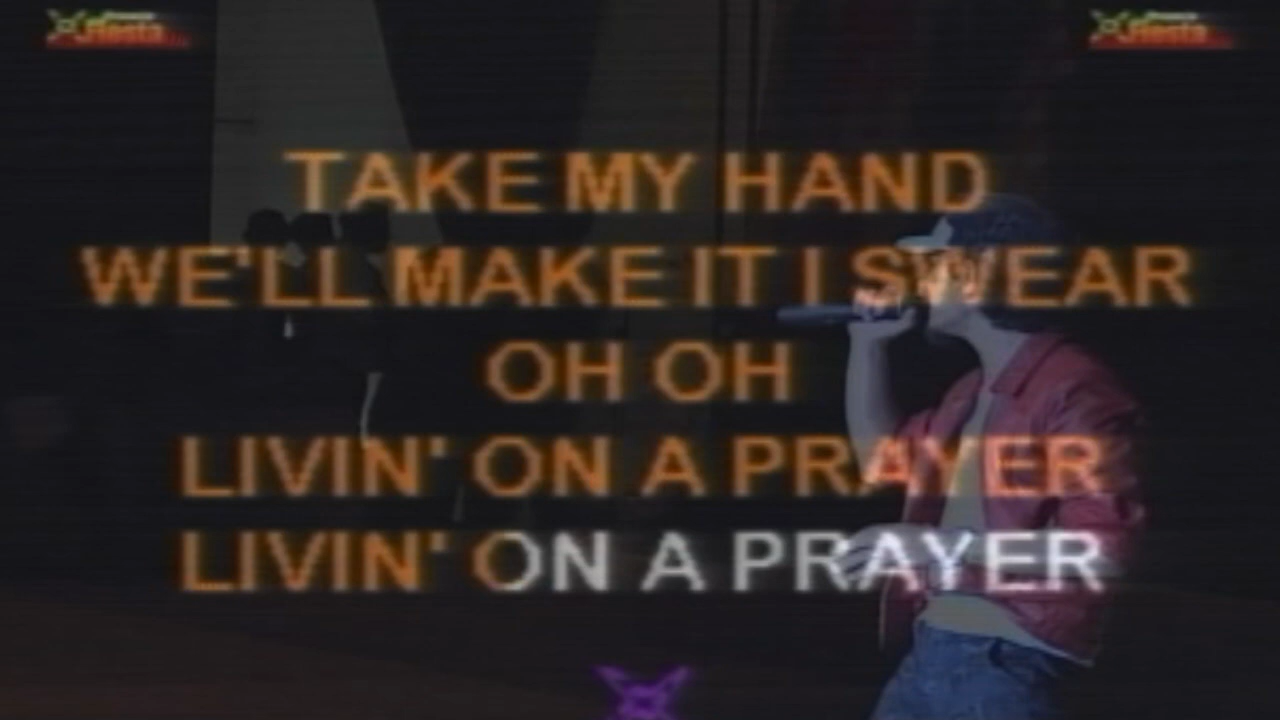 TAKE MY HAND
WE'LL MAKE IT I SWEAR
OH OH
LIVIN' ON A PRAYER
LIVIN' ON A PRAYER